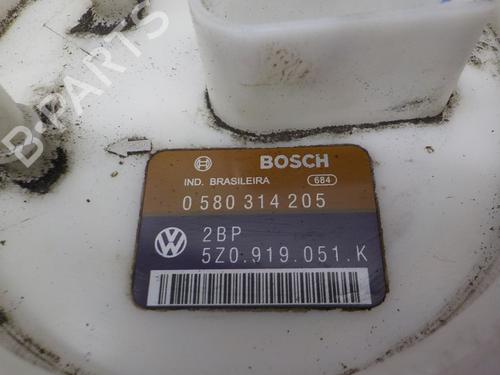 B-PARTS
BOSCH
IND. BRASILEIRA 684
0 580 314 205
2BP
5Z0.919.051.K